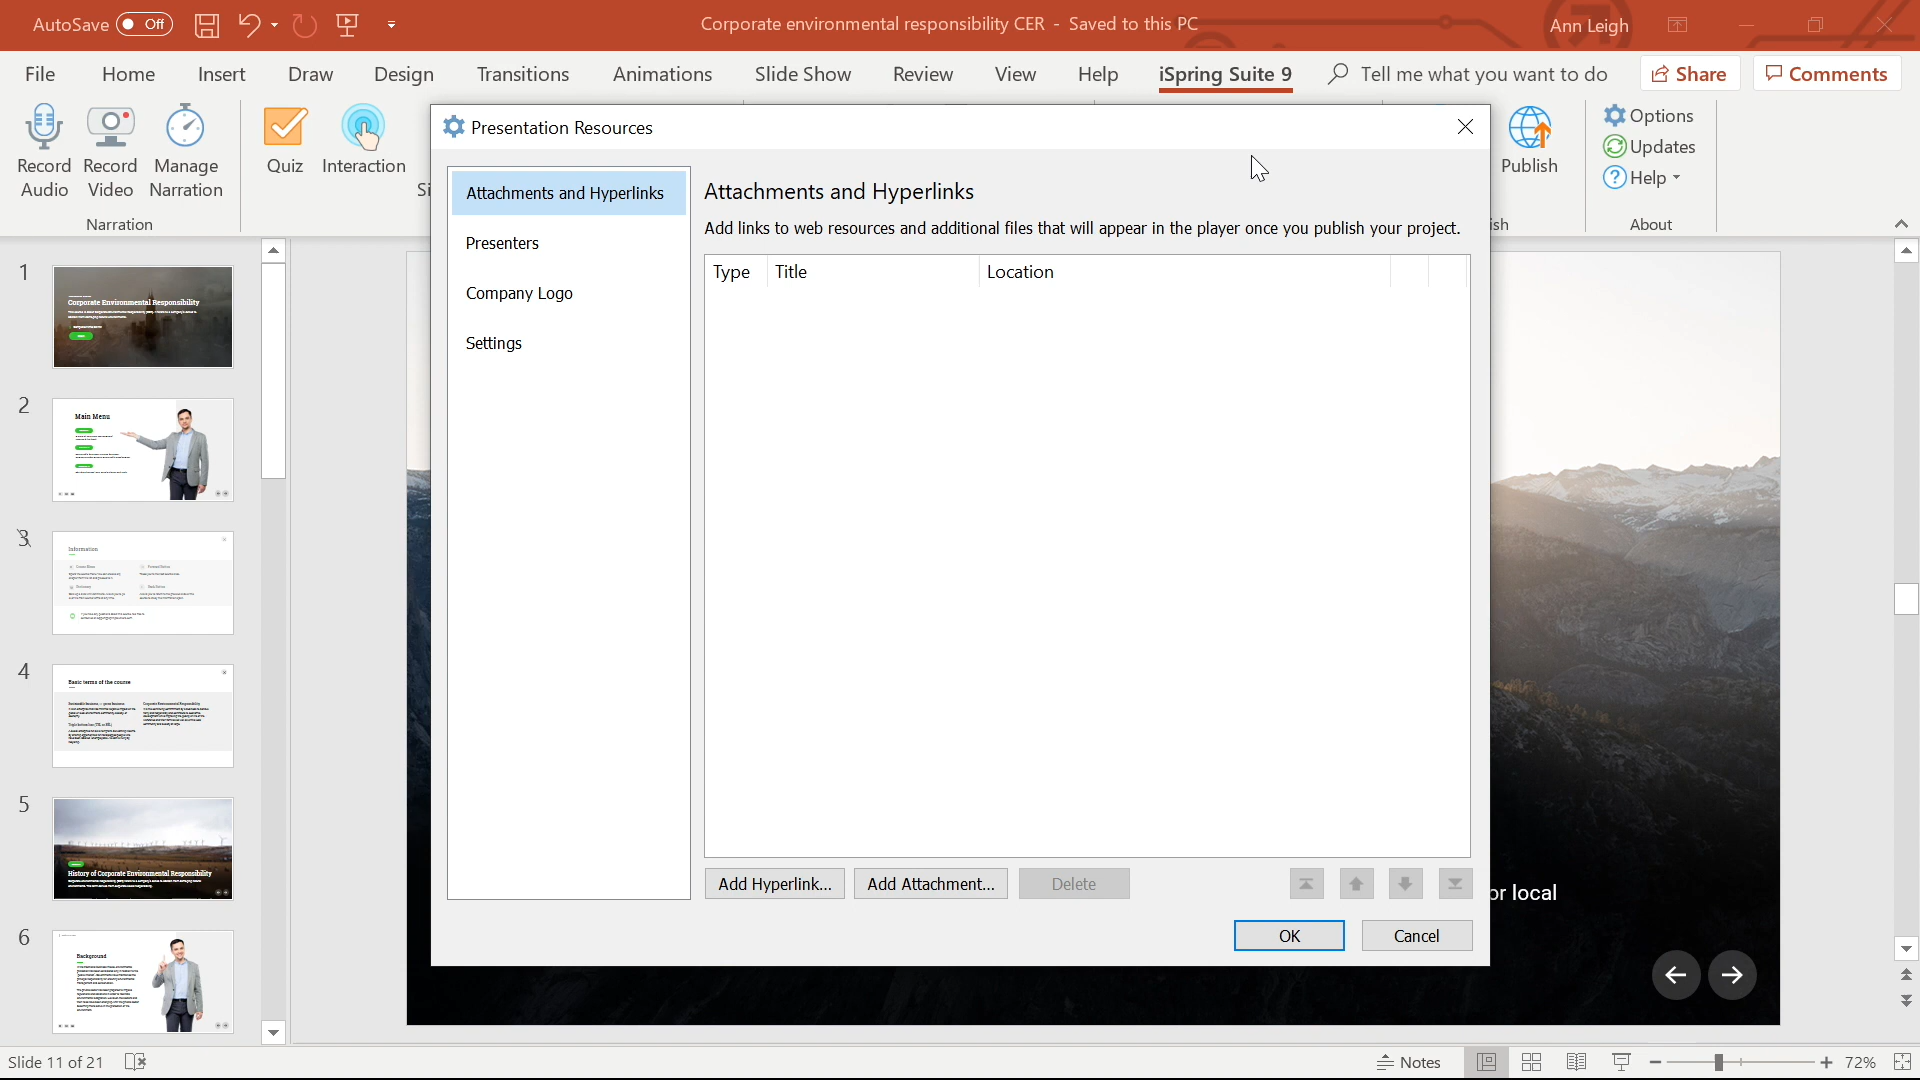 AutoSave Off
Corporate environmental responsibility CER - Saved to this PC
Ann Leigh
File Home Insert Draw Design Transitions Animations Slide Show Review View Help iSpring Suite 9 Tell me what you want to do Share Comments
Record Audio
Record Video
Manage Narration
Narration
Quiz
Interaction
Si
Publish
ish
Options
Updates
Help
About
Presentation Resources
Attachments and Hyperlinks
Presenters
Company Logo
Settings
Attachments and Hyperlinks
Add links to web resources and additional files that will appear in the player once you publish your project.
Type Title Location
Add Hyperlink... Add Attachment... Delete
OK Cancel
1
Corporate Environmental Responsibility
2
Main Menu
3
Information
4
Basic terms of the course
5
History of Corporate Environmental Responsibility
6
Background
or local
Slide 11 of 21
Notes
72%